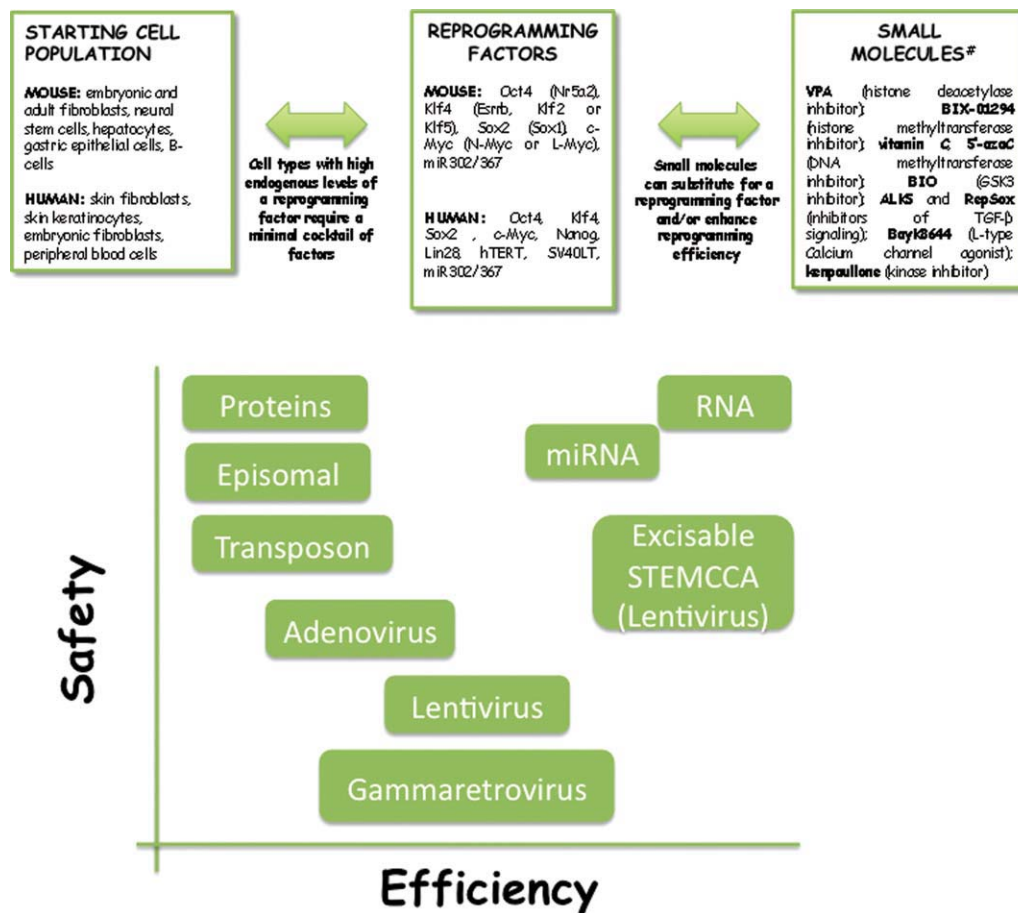 STARTING CELL
POPULATION
MOUSE: embryonic and
adult fibroblasts, neural
stem cells, hepatocytes,
gastric epithelial cells, B-
cells
HUMAN: skin fibroblasts,
skin keratinocytes,
embryonic fibroblasts,
peripheral blood cells
Cell types with high
endogenous levels of
a reprogramming
factor require a
minimal cocktail of
factors
REPROGRAMMING
FACTORS
MOUSE: Oct4 (Nr5a2),
Klf4 (Esrrb, Klf2 or
Klf5), Sox2 (Sox1), c-
Myc (N-Myc or L-Myc),
miR302/367
HUMAN: Oct4, Klf4,
Sox2 , c-Myc, Nanog,
Lin28, hTERT, SV40LT,
miR302/367
Small molecules
can substitute for a
reprogramming factor
and/or enhance
reprogramming
efficiency
SMALL
MOLECULES#
VPA (histone deacetylase
inhibitor); BIX-01294
(histone methyltransferase
inhibitor); vitamin C, 5'-azaC
(DNA methyltransferase
inhibitor); BIO (GSK3
inhibitor); ALK5 and RepSox
(inhibitors of TGF-β
signaling); BayK8644 (L-type
Calcium channel agonist);
kenpaullone (kinase inhibitor)
Safety
Proteins
RNA
miRNA
Episomal
Transposon
Excisable
STEMCCA
(Lentivirus)
Adenovirus
Lentivirus
Gammaretrovirus
Efficiency